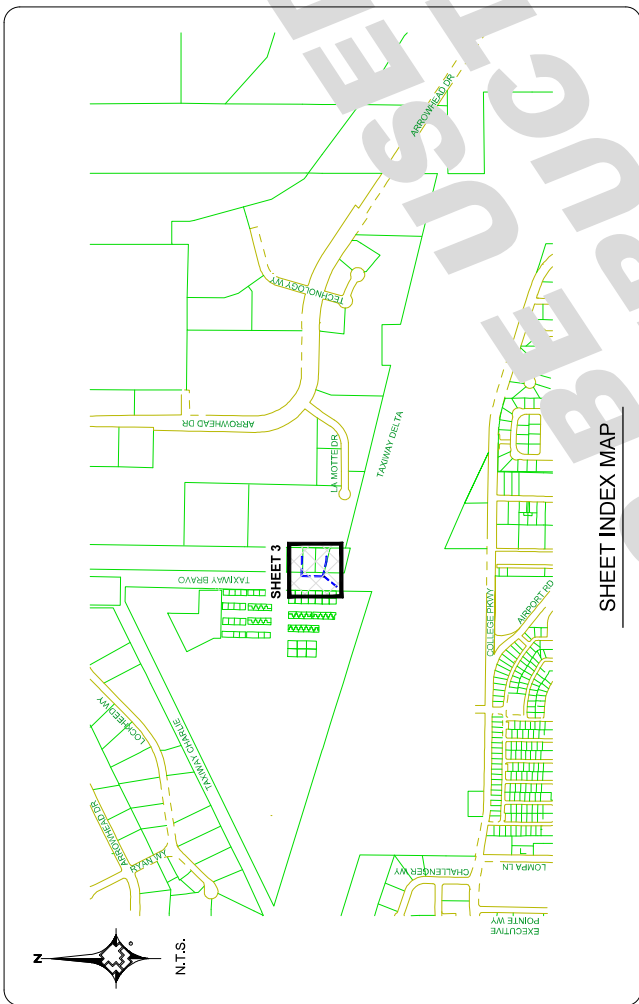 ARROWHEAD DR
TECHNOLOGY WY
ARROWHEAD DR
LA MOTTE DR
TAXIWAY DELTA
SHEET 3
TAXIWAY BRAVO
LOCKHEED WY
TAXIWAY CHARLIE
ARROWHEAD DR
RYAN WY
COLLEGE PKWY
AIRPORT RD
CHALLENGER WY
LOMPA LN
EXECUTIVE
POINTE WY
N
N.T.S.
SHEET INDEX MAP